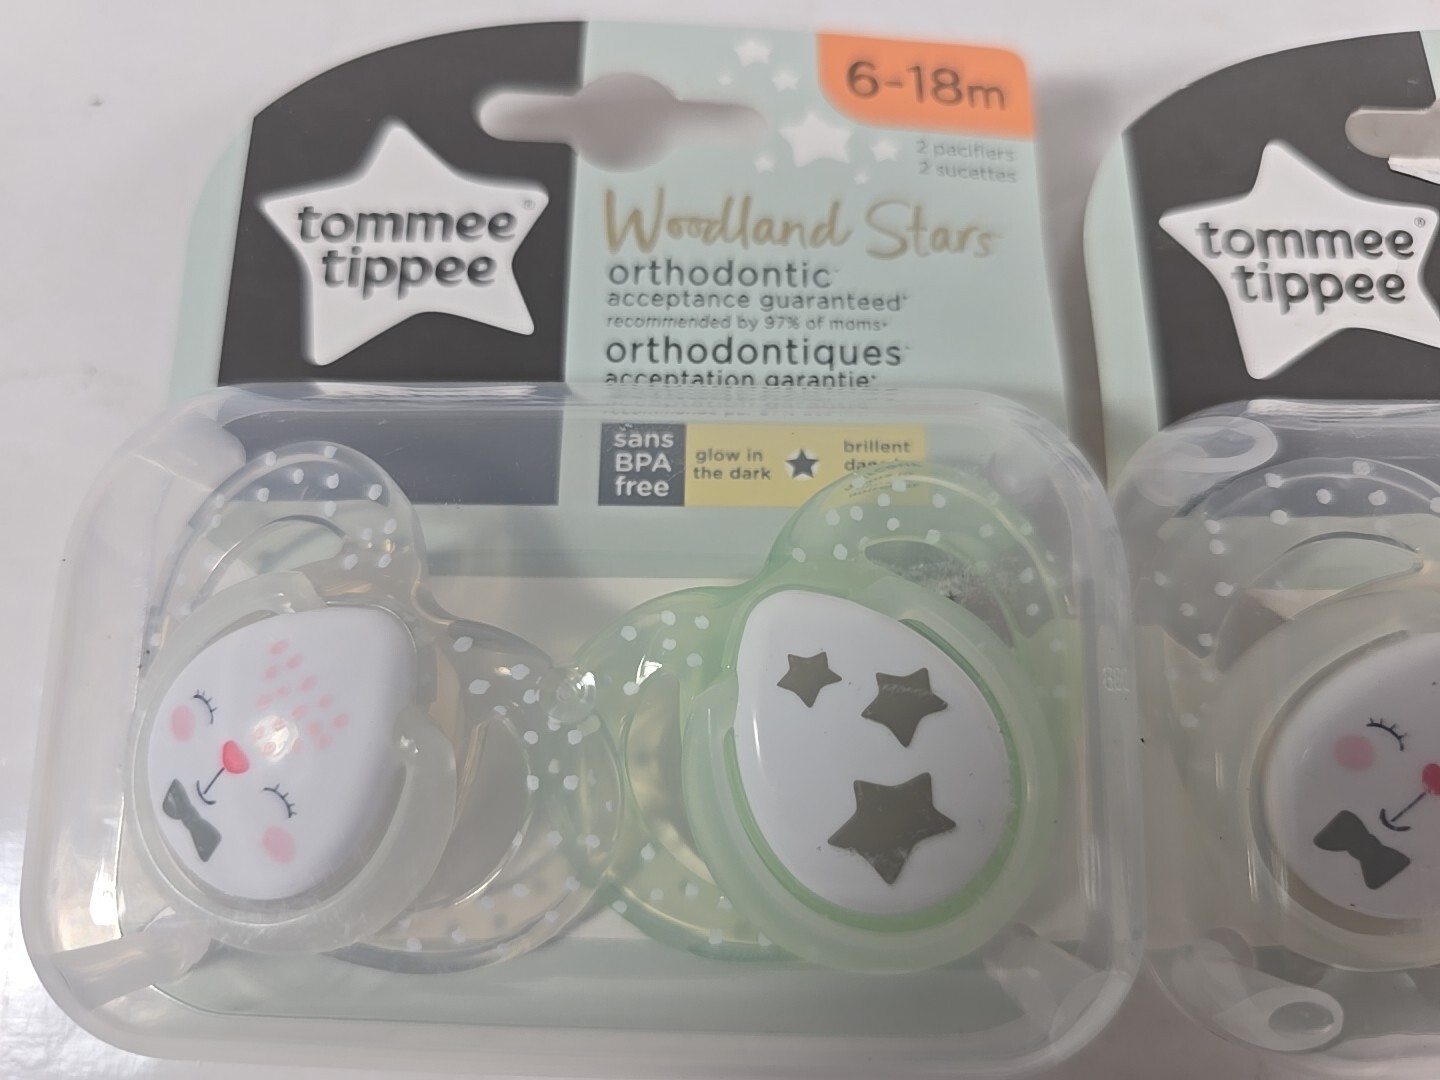 6-18m
2 pacifiers
2 sucettes
tommee®
tippee
Woodland Stars
orthodontic
acceptance guaranteed
recommended by 97% of moms
orthodontiques
acceptation garantie
sans
BPA
free
glow in
the dark
brillent
tommee®
tippee